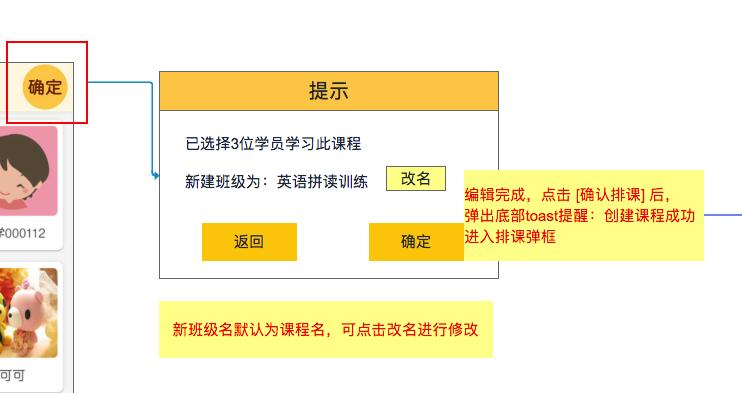 确定
提示
已选择3位学员学习此课程
新建班级为：英语拼读训练
改名
编辑完成，点击 [确认排课] 后，
弹出底部toast提醒：创建课程成功
进入排课弹框
返回
确定
000112
可可
新班级名默认为课程名，可点击改名进行修改